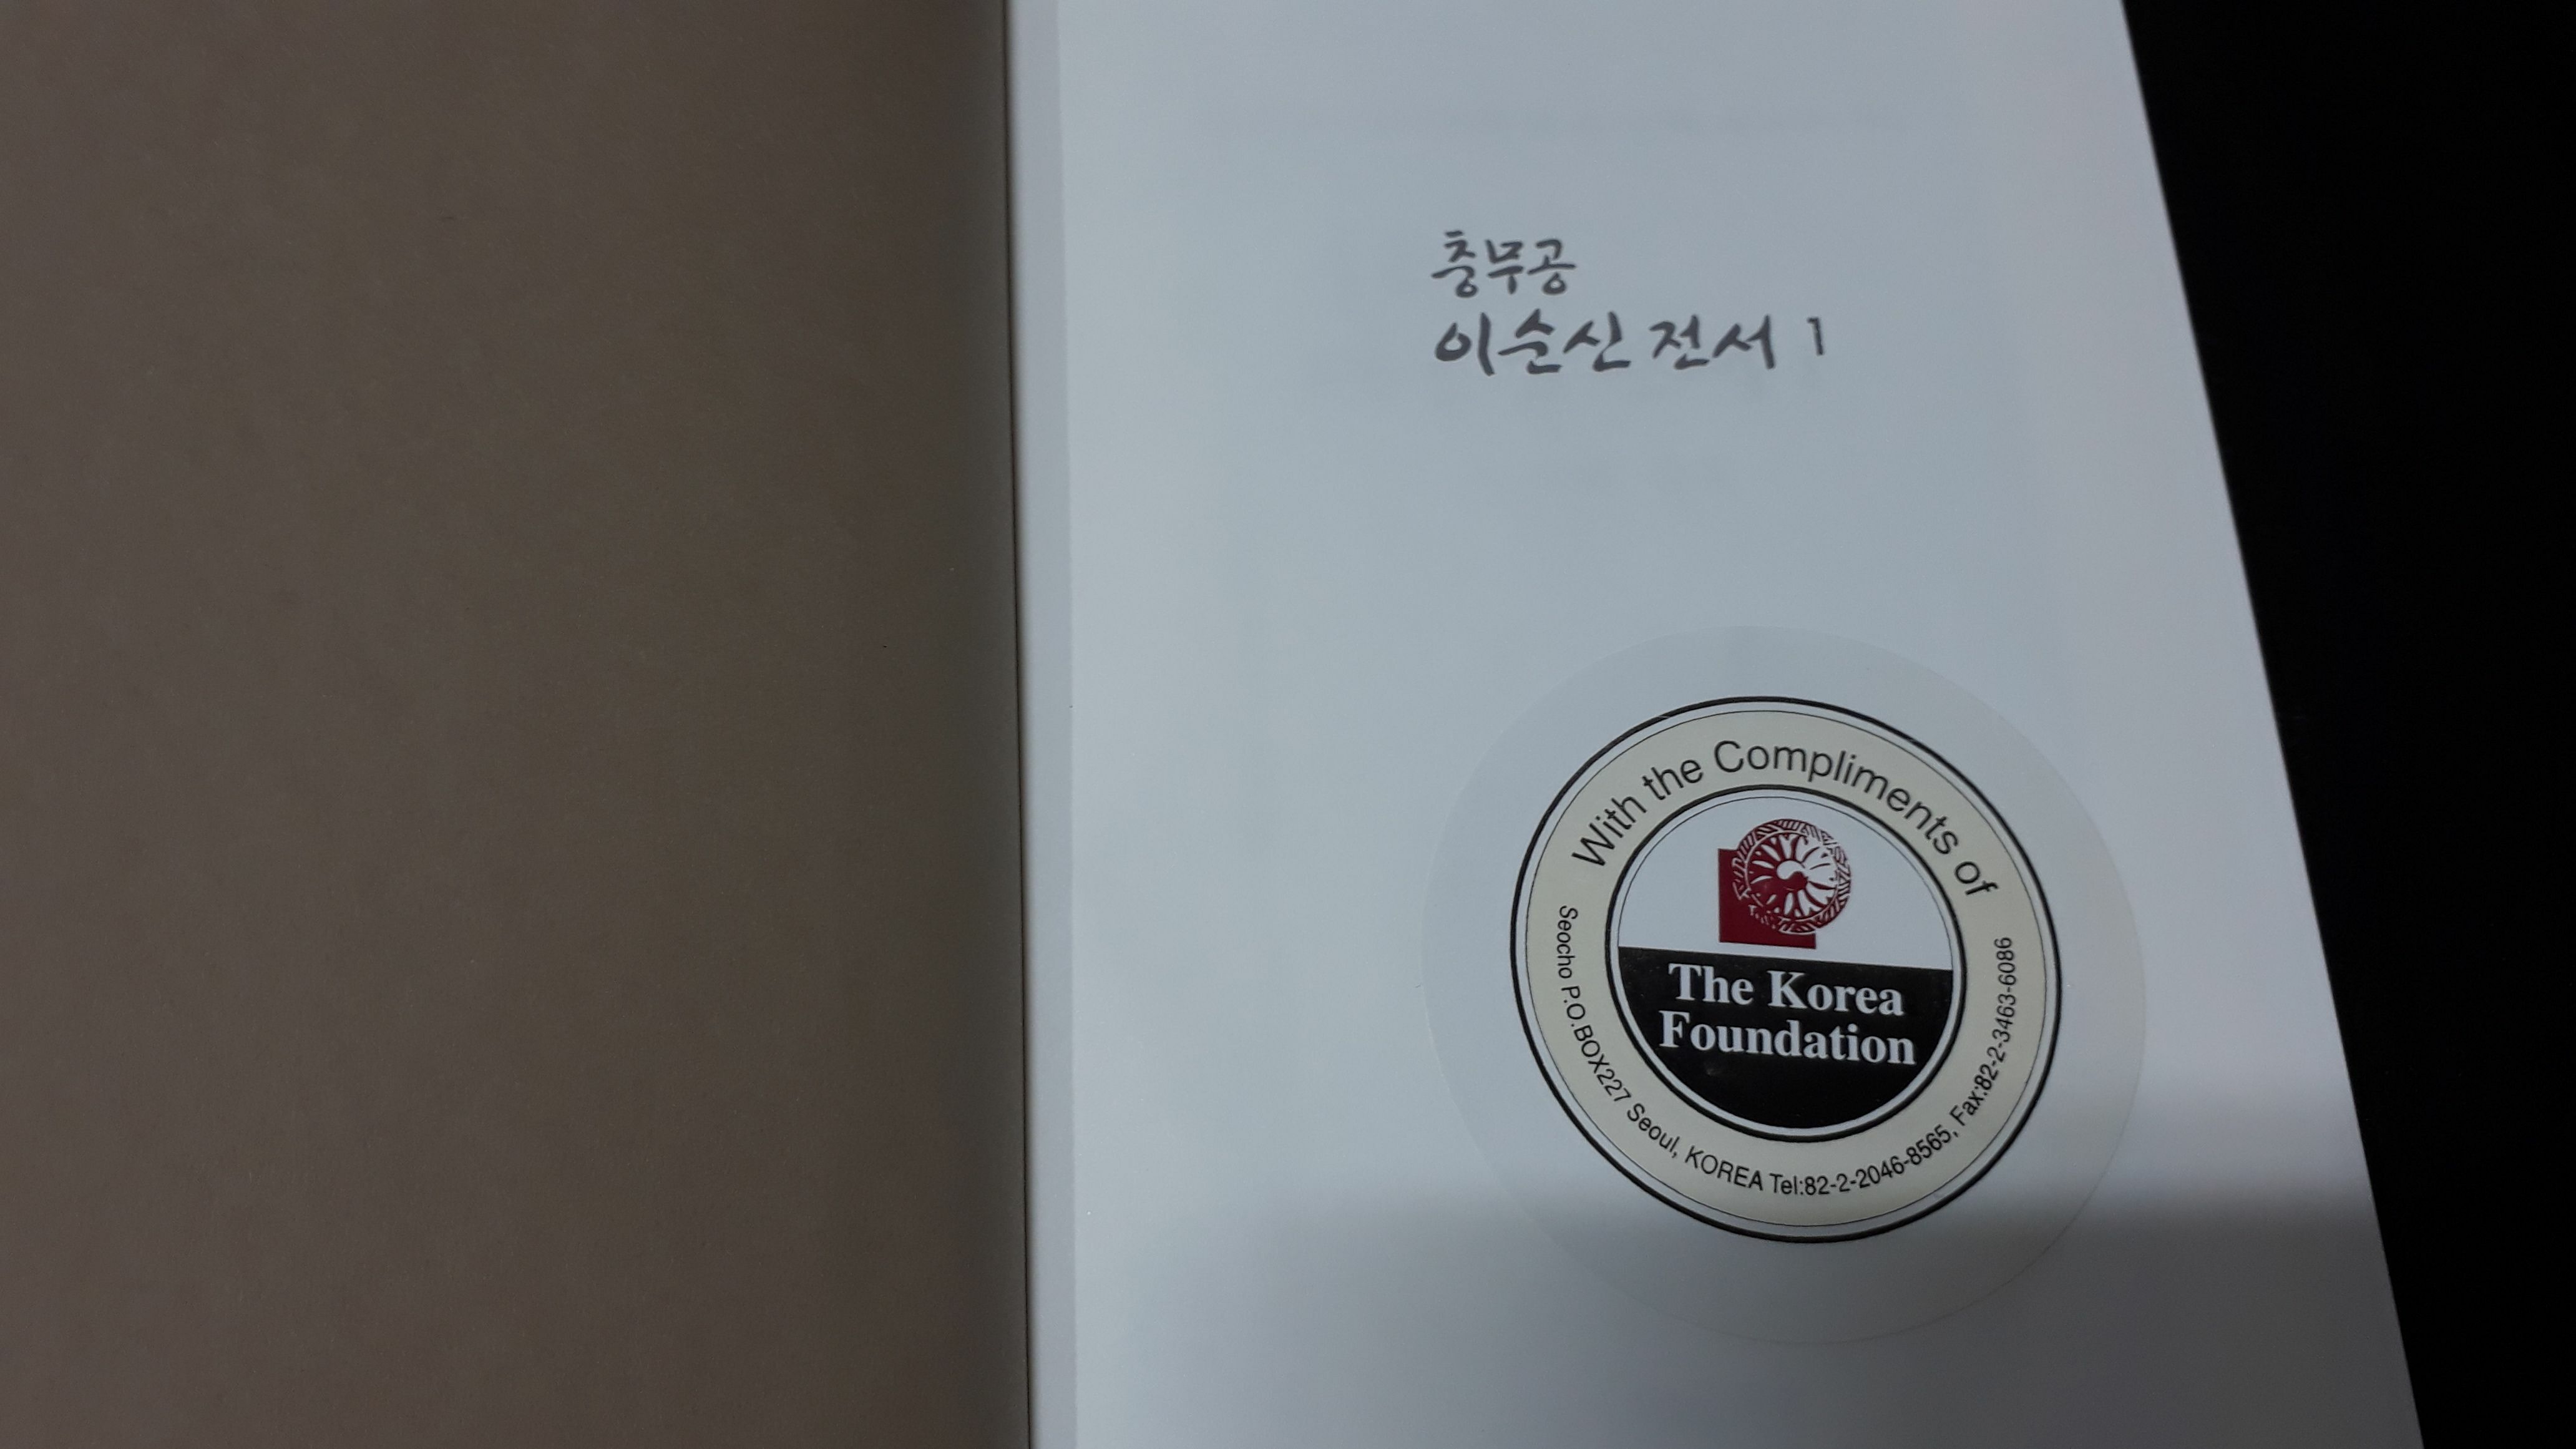 충무공
이순신 전서 1
With the Compliments of
The Korea
Foundation
Seocho P.O.BOX227 Seoul, KOREA Tel:82-2-2046-8565, Fax:82-2-3463-6086